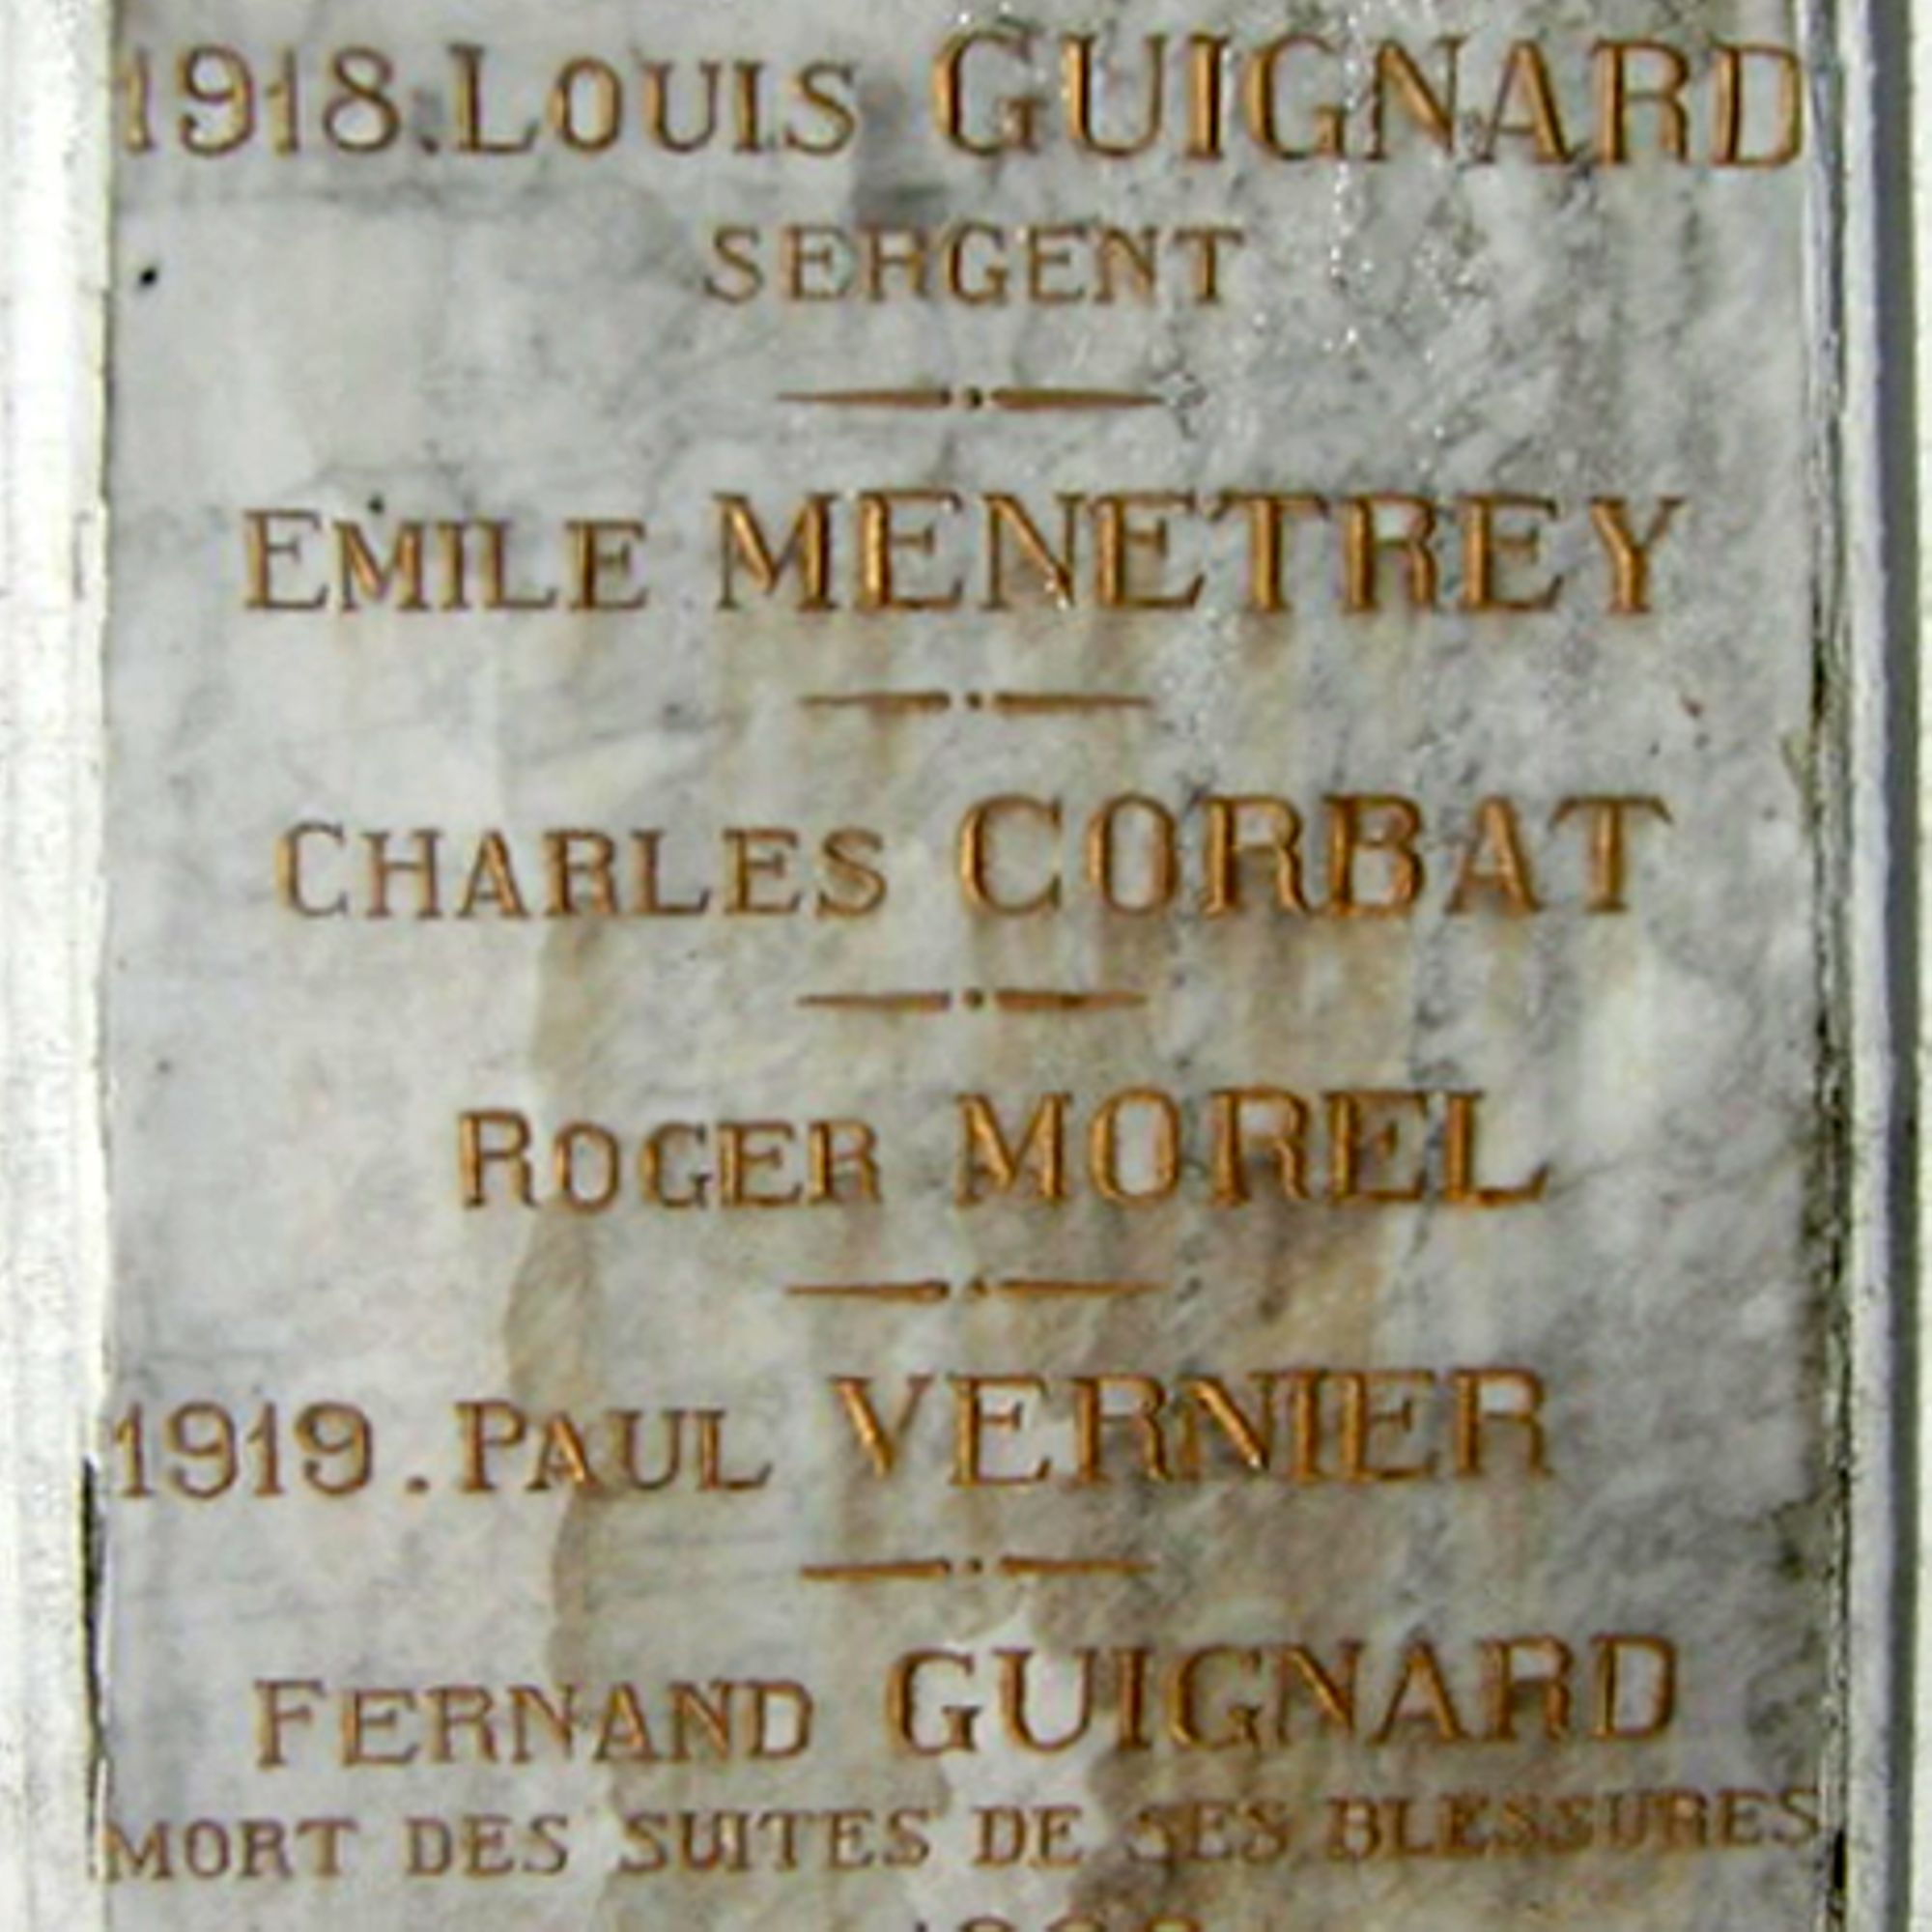 1918.LOUIS GUIGNARD
SERGENT
EMILE MENETREY
CHARLES CORBAT
ROGER MOREL
1919.PAUL VERNIER
FERNAND GUIGNARD
MORT DES SUITES DE SES BLESSURES